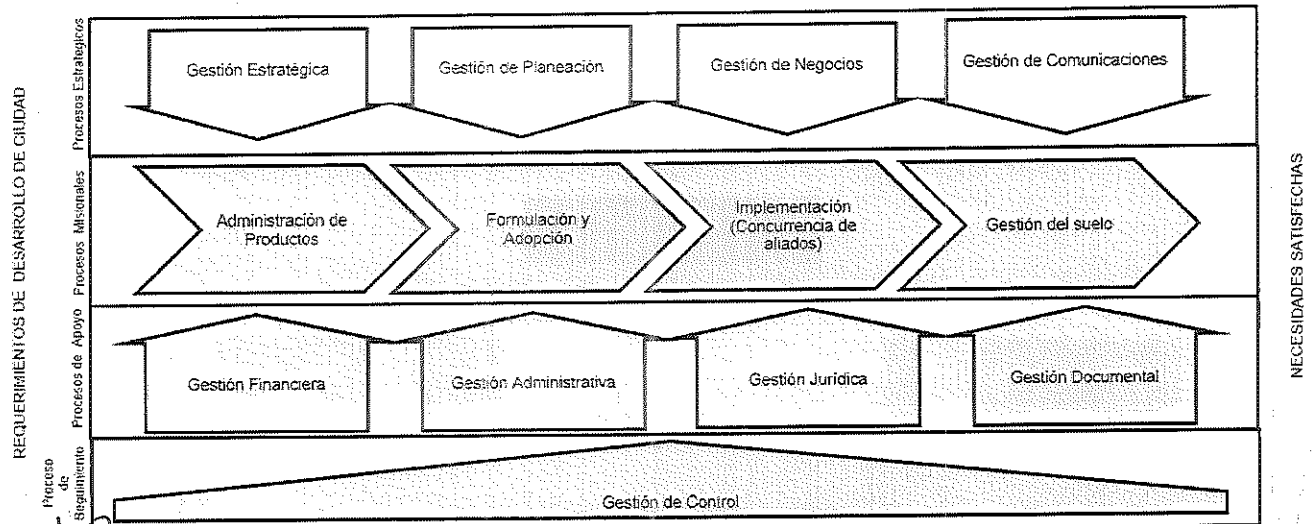 REQUERIMIENTOS DE DESARROLLO DE CIUDAD
Procesos Estrategicos
Gestión Estratégica
Gestión de Planeación
Gestión de Negocios
Gestión de Comunicaciones
Procesos Misionales
Administración de
Productos
Formulación y
Adopción
Implementación
(Concurrencia de
aliados)
Gestión del suelo
Procesos de Apoyo
Gestión Financiera
Gestión Administrativa
Gestión Jurídica
Gestión Documental
Proceso
de
Seguimiento
Gestión de Control
NECESIDADES SATISFECHAS